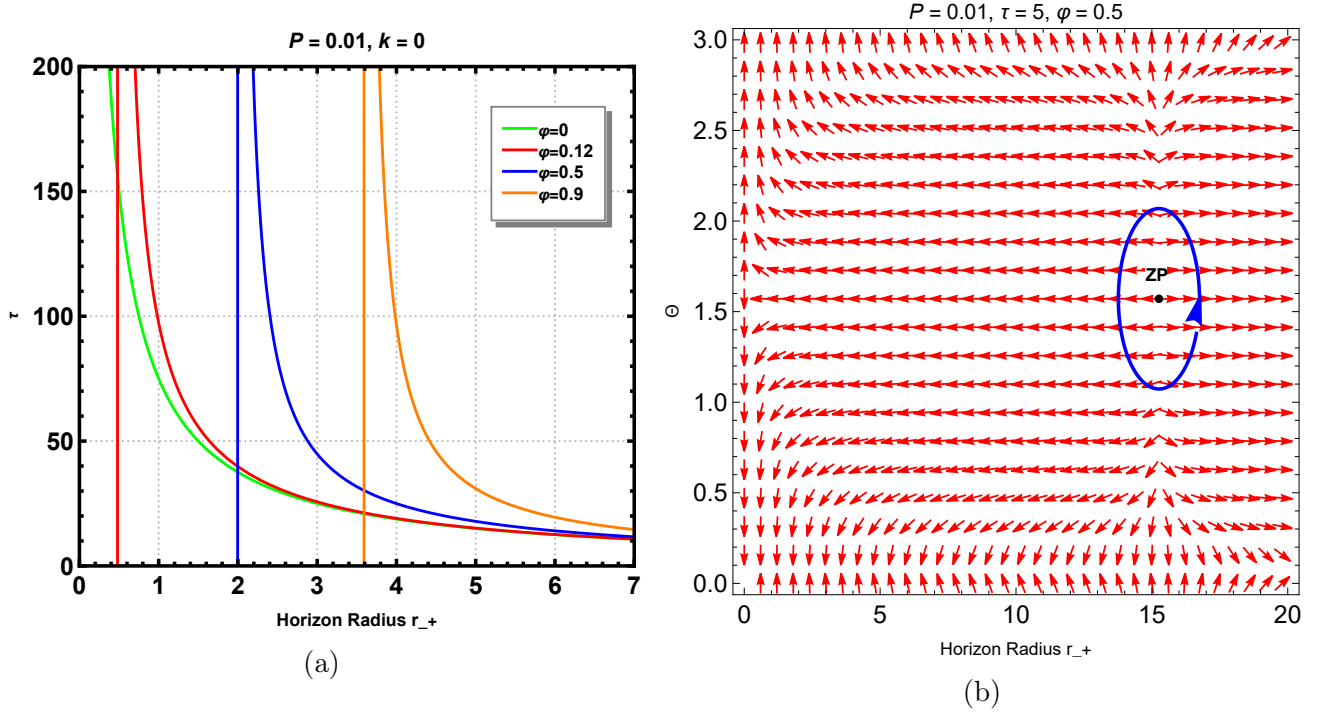 P = 0.01, k = 0
200
150
100
50
0
τ
0 1 2 3 4 5 6 7
Horizon Radius r_+
φ=0
φ=0.12
φ=0.5
φ=0.9
(a)
P = 0.01, τ = 5, φ = 0.5
3.0
2.5
2.0
1.5
1.0
0.5
0.0
Θ
ZP
0 5 10 15 20
Horizon Radius r_+
(b)